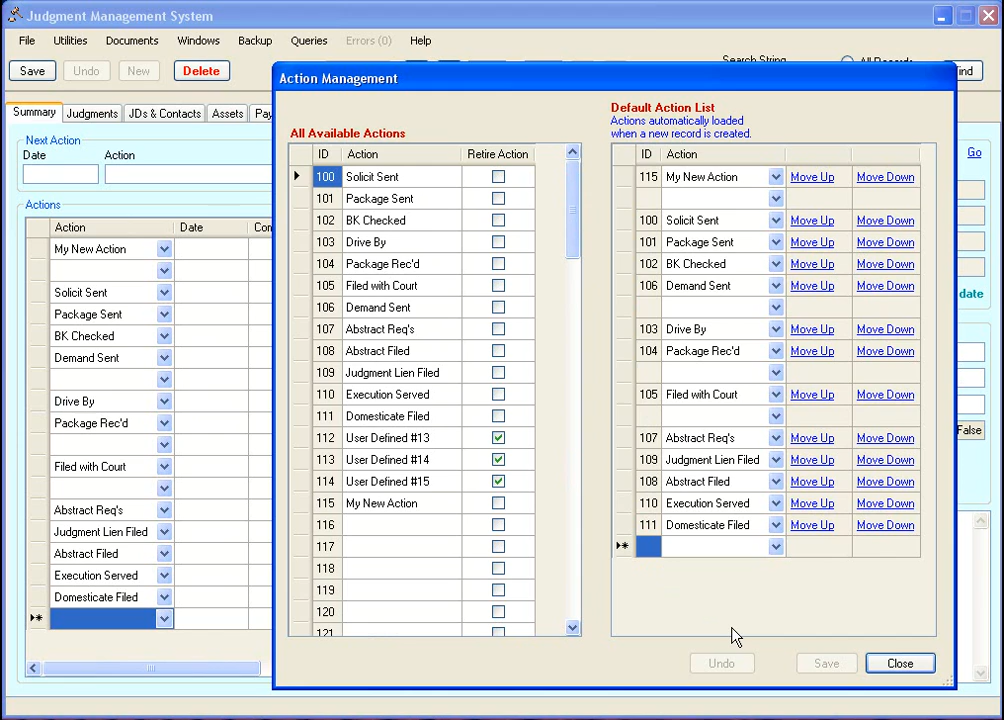 Judgment Management System
File Utilities Documents Windows Backup Queries Errors (0) Help
Save Undo New Delete
Search String
All Records
Find
Summary Judgments JDs & Contacts Assets Pay
Next Action
Date Action
Go
Actions
Action Date Com
My New Action
Solicit Sent
Package Sent
BK Checked
Demand Sent
Drive By
Package Rec'd
Filed with Court
Abstract Req's
Judgment Lien Filed
Abstract Filed
Execution Served
Domesticate Filed
date
False
Action Management
All Available Actions
ID Action Retire Action
100 Solicit Sent
101 Package Sent
102 BK Checked
103 Drive By
104 Package Rec'd
105 Filed with Court
106 Demand Sent
107 Abstract Req's
108 Abstract Filed
109 Judgment Lien Filed
110 Execution Served
111 Domesticate Filed
112 User Defined #13
113 User Defined #14
114 User Defined #15
115 My New Action
116
117
118
119
120
121
Default Action List
Actions automatically loaded
when a new record is created.
ID Action
115 My New Action Move Up Move Down
100 Solicit Sent Move Up Move Down
101 Package Sent Move Up Move Down
102 BK Checked Move Up Move Down
106 Demand Sent Move Up Move Down
103 Drive By Move Up Move Down
104 Package Rec'd Move Up Move Down
105 Filed with Court Move Up Move Down
107 Abstract Req's Move Up Move Down
109 Judgment Lien Filed Move Up Move Down
108 Abstract Filed Move Up Move Down
110 Execution Served Move Up Move Down
111 Domesticate Filed Move Up Move Down
Undo Save Close